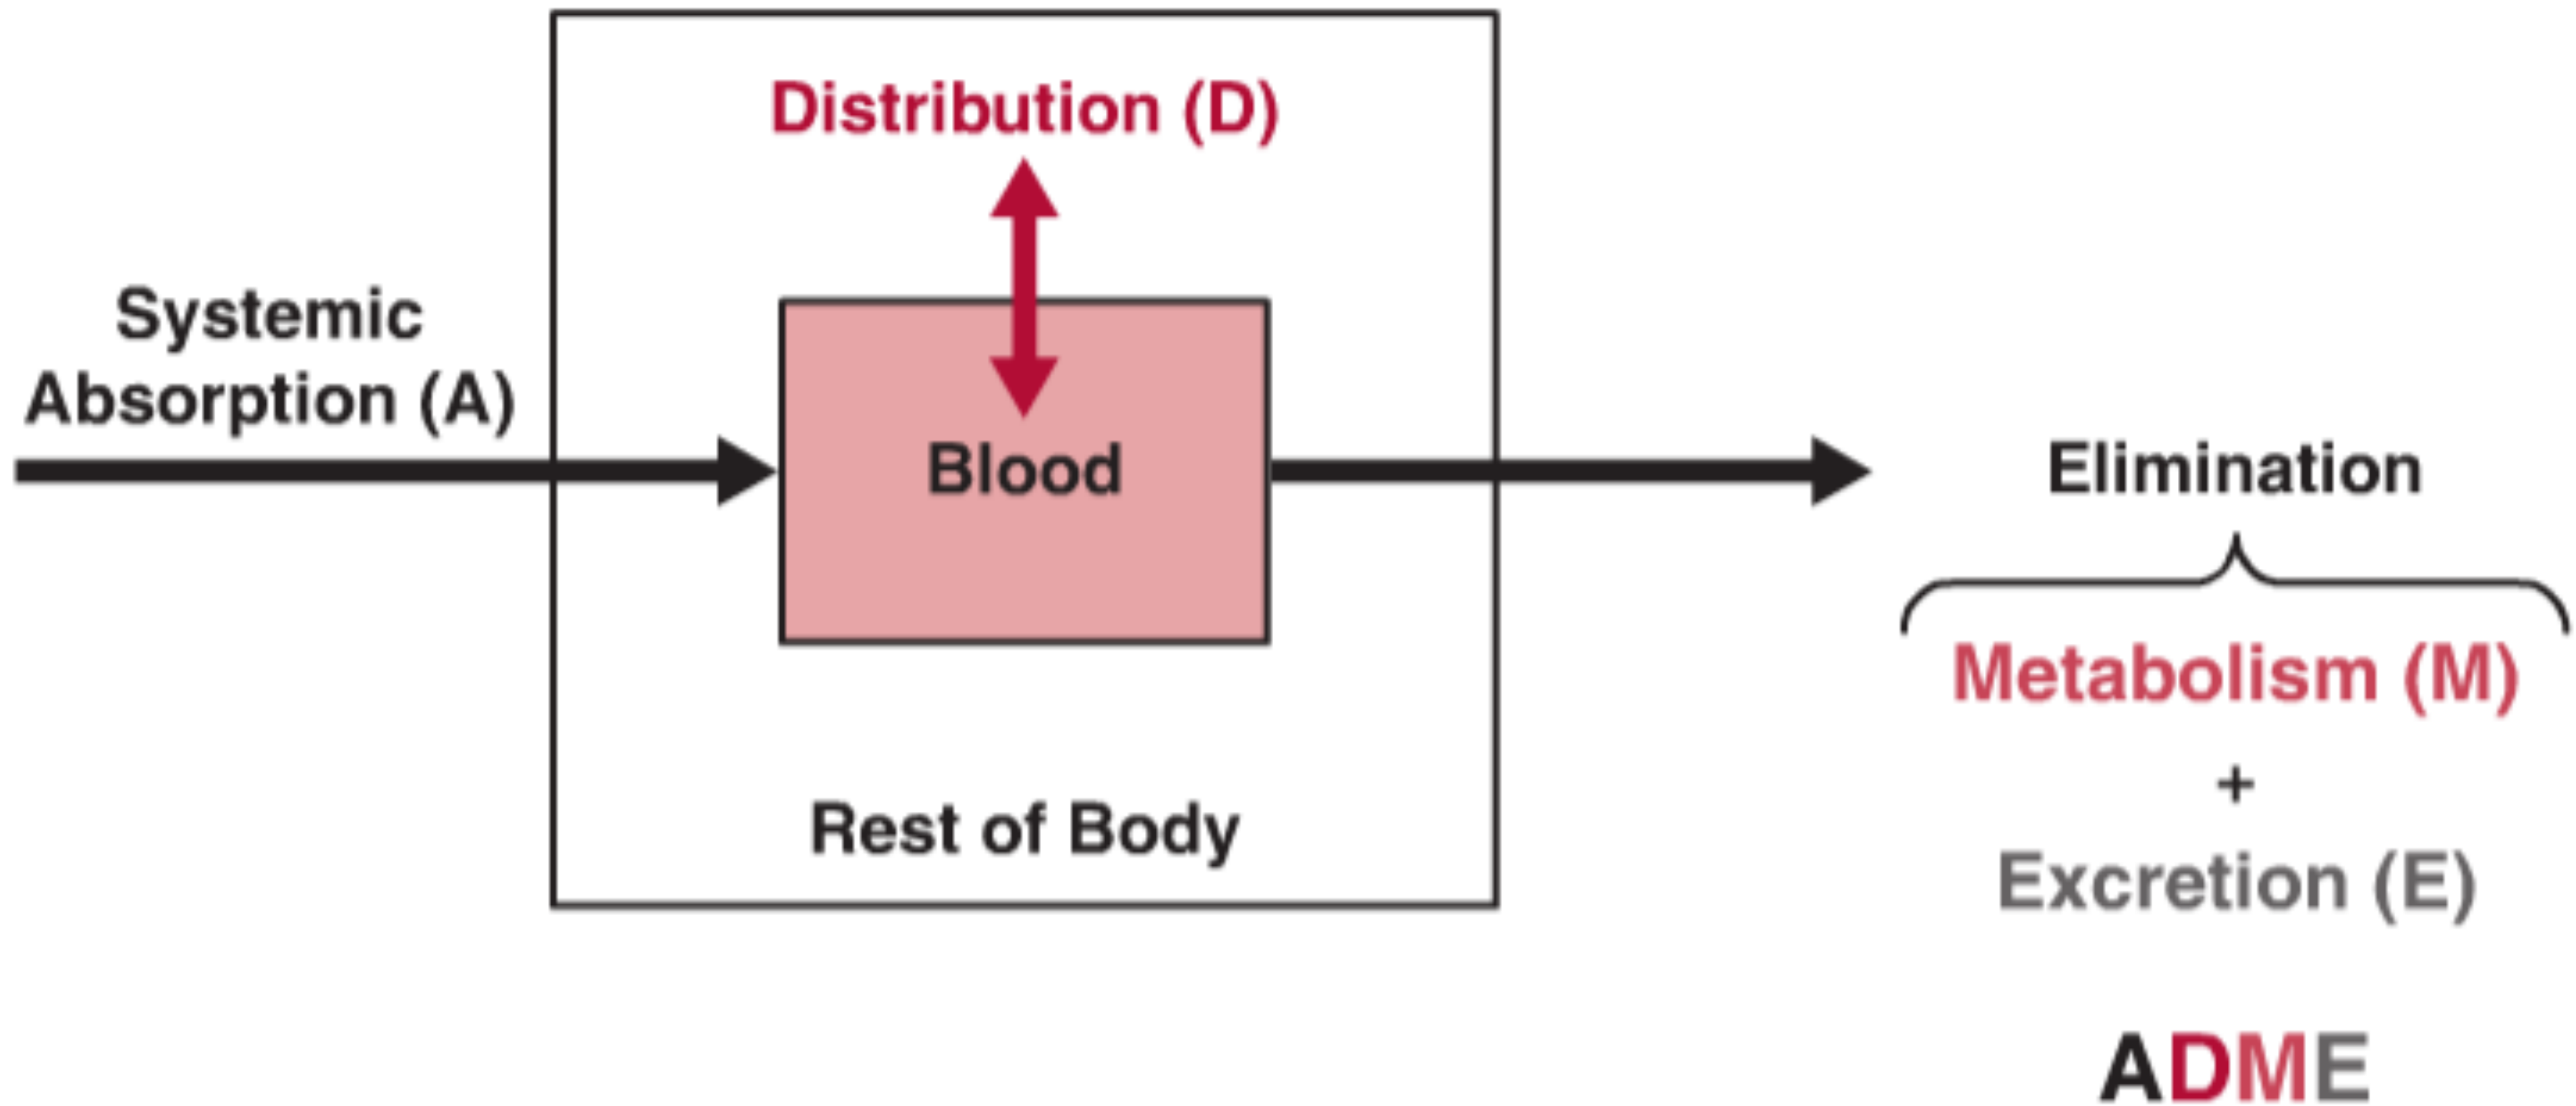 Distribution (D)
Systemic
Absorption (A)
Blood
Rest of Body
Elimination
Metabolism (M)
+
Excretion (E)
ADME